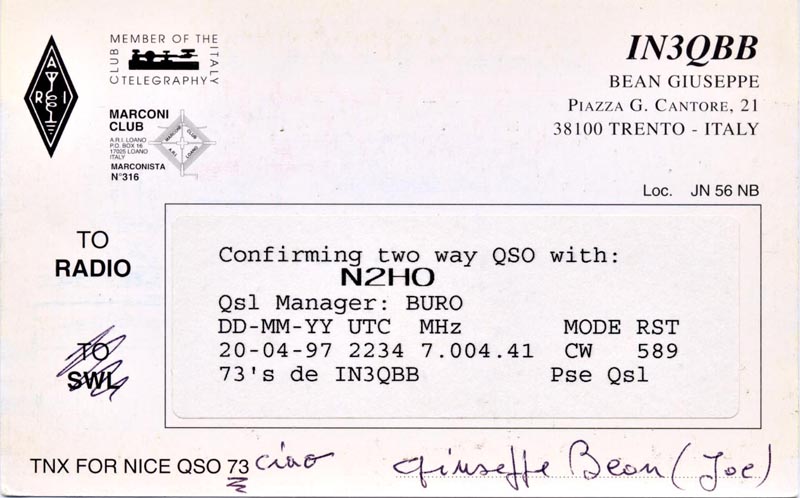 MEMBER OF THE
CLUB
ITALY
TELEGRAPHY
A
R I
MARCONI
CLUB
A.R.I. LOANO
P.O. BOX 16
17025 LOANO
ITALY
MARCONISTA
N°316
MARCONI CLUB
A.R.I. LOANO
IN3QBB
BEAN GIUSEPPE
PIAZZA G. CANTORE, 21
38100 TRENTO - ITALY
Loc. JN 56 NB
TO
RADIO
TO
SWL
Confirming two way QSO with:
N2HO
Qsl Manager: BURO
DD-MM-YY UTC MHz MODE RST
20-04-97 2234 7.004.41 CW 589
73's de IN3QBB Pse Qsl
TNX FOR NICE QSO 73 ciao Giuseppe Bean (Joe)